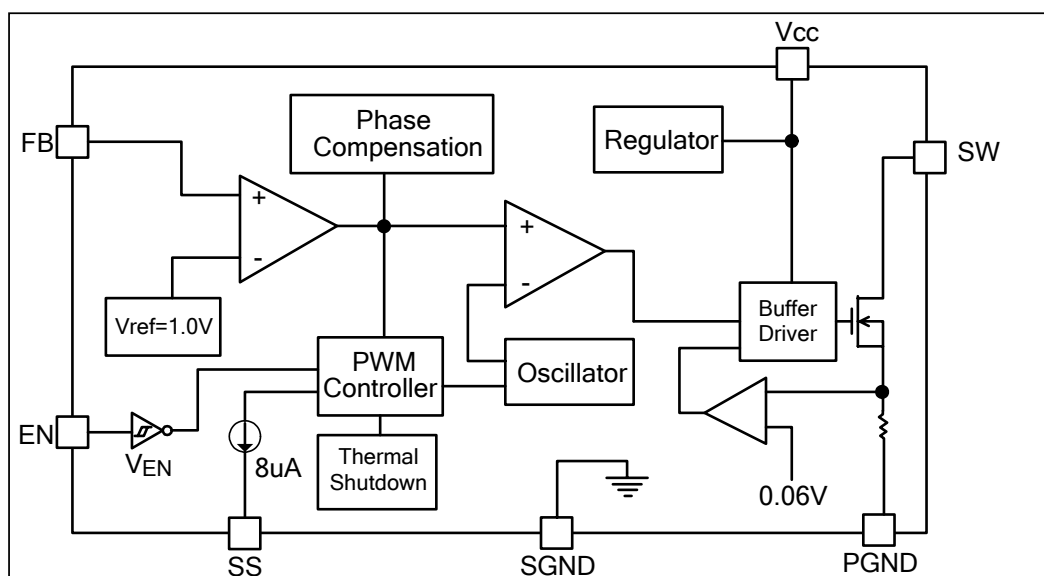 Vcc
FB
Phase
Compensation
Regulator
SW
+
-
+
-
Vref=1.0V
Buffer
Driver
PWM
Controller
Oscillator
EN
VEN
8uA
Thermal
Shutdown
0.06V
SS
SGND
PGND